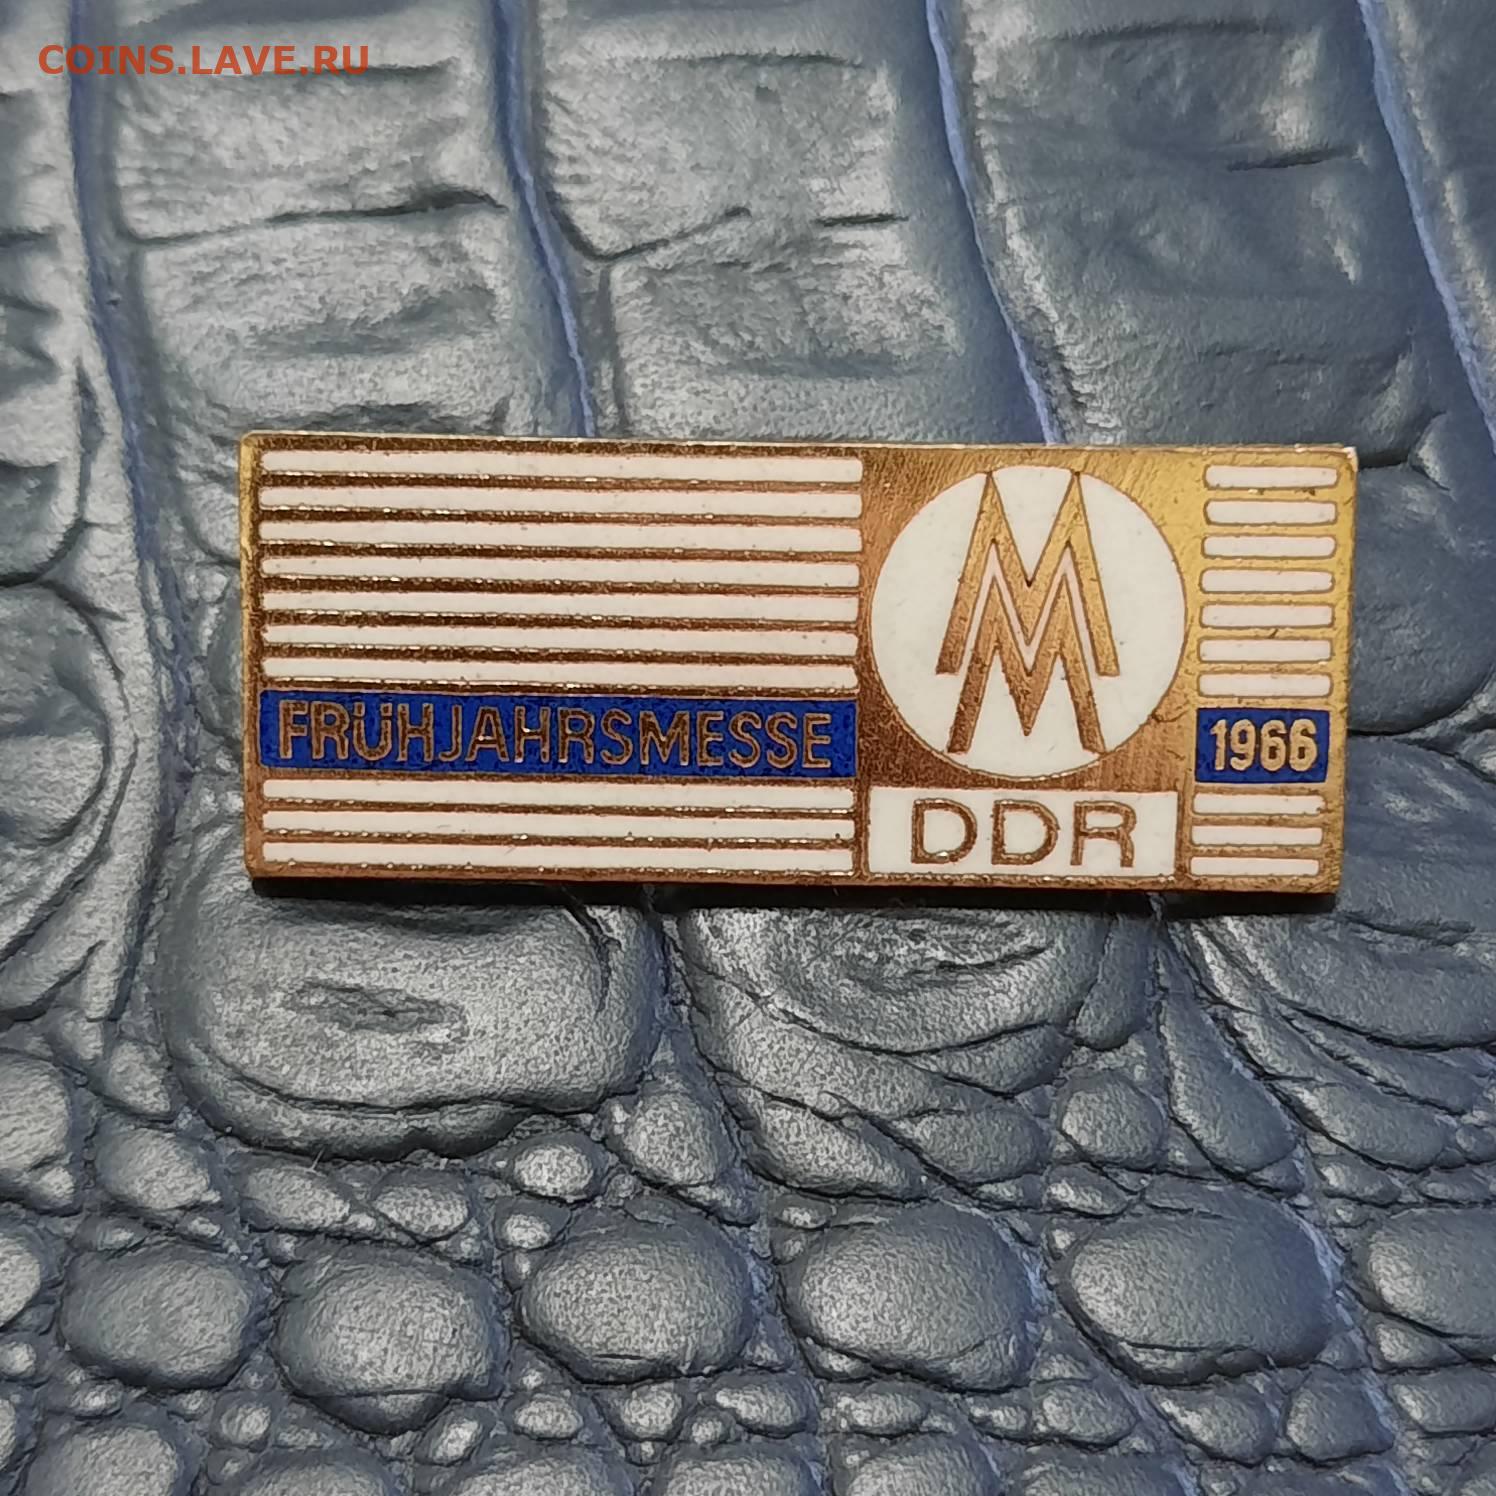 COINS.LAVE.RU
M
M
FRÜHJAHRSMESSE
1966
DDR